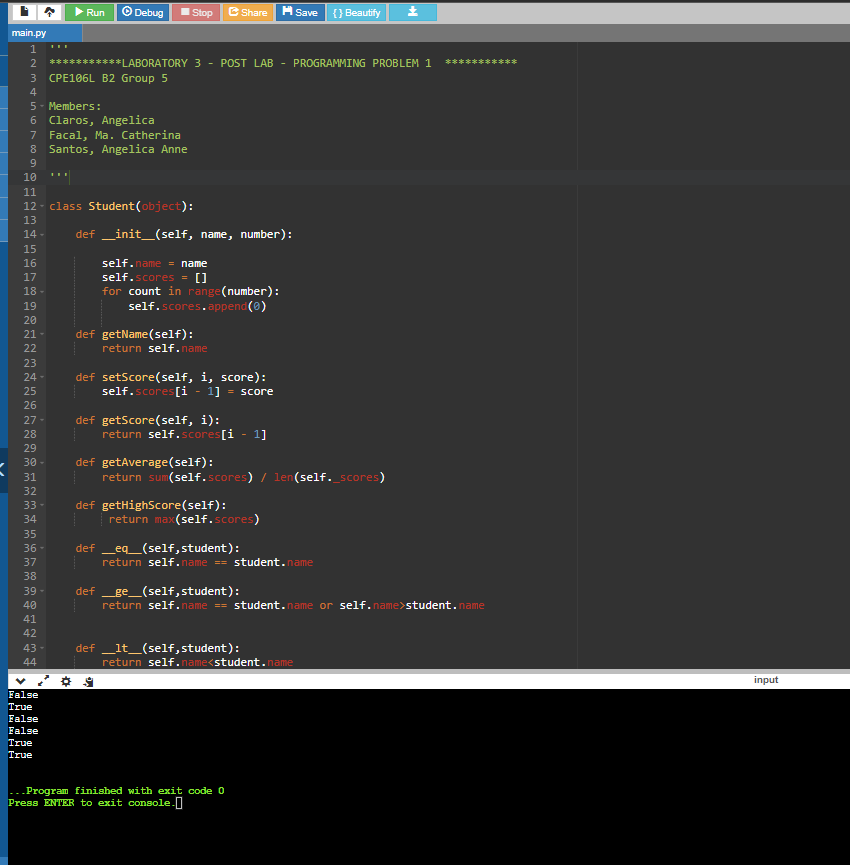 Run Debug Stop Share Save { } Beautify
main.py
1 '''
2 ***********LABORATORY 3 - POST LAB - PROGRAMMING PROBLEM 1  ***********
3 CPE106L B2 Group 5
4
5 Members:
6 Claros, Angelica
7 Facal, Ma. Catherina
8 Santos, Angelica Anne
9
10 '''
11
12 class Student(object):
13
14     def __init__(self, name, number):
15
16         self.name = name
17         self.scores = []
18         for count in range(number):
19             self.scores.append(0)
20
21     def getName(self):
22         return self.name
23
24     def setScore(self, i, score):
25         self.scores[i - 1] = score
26
27     def getScore(self, i):
28         return self.scores[i - 1]
29
30     def getAverage(self):
31         return sum(self.scores) / len(self._scores)
32
33     def getHighScore(self):
34          return max(self.scores)
35
36     def __eq__(self,student):
37         return self.name == student.name
38
39     def __ge__(self,student):
40         return self.name == student.name or self.name>student.name
41
42
43     def __lt__(self,student):
44         return self.name<student.name
input
False
True
False
False
True
True
...Program finished with exit code 0
Press ENTER to exit console.